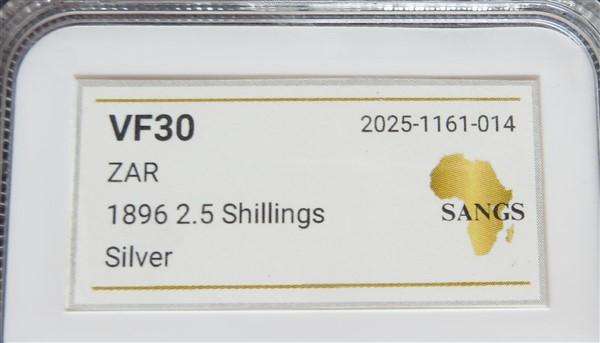 VF30 2025-1161-014
ZAR
1896 2.5 Shillings
SANGS
Silver